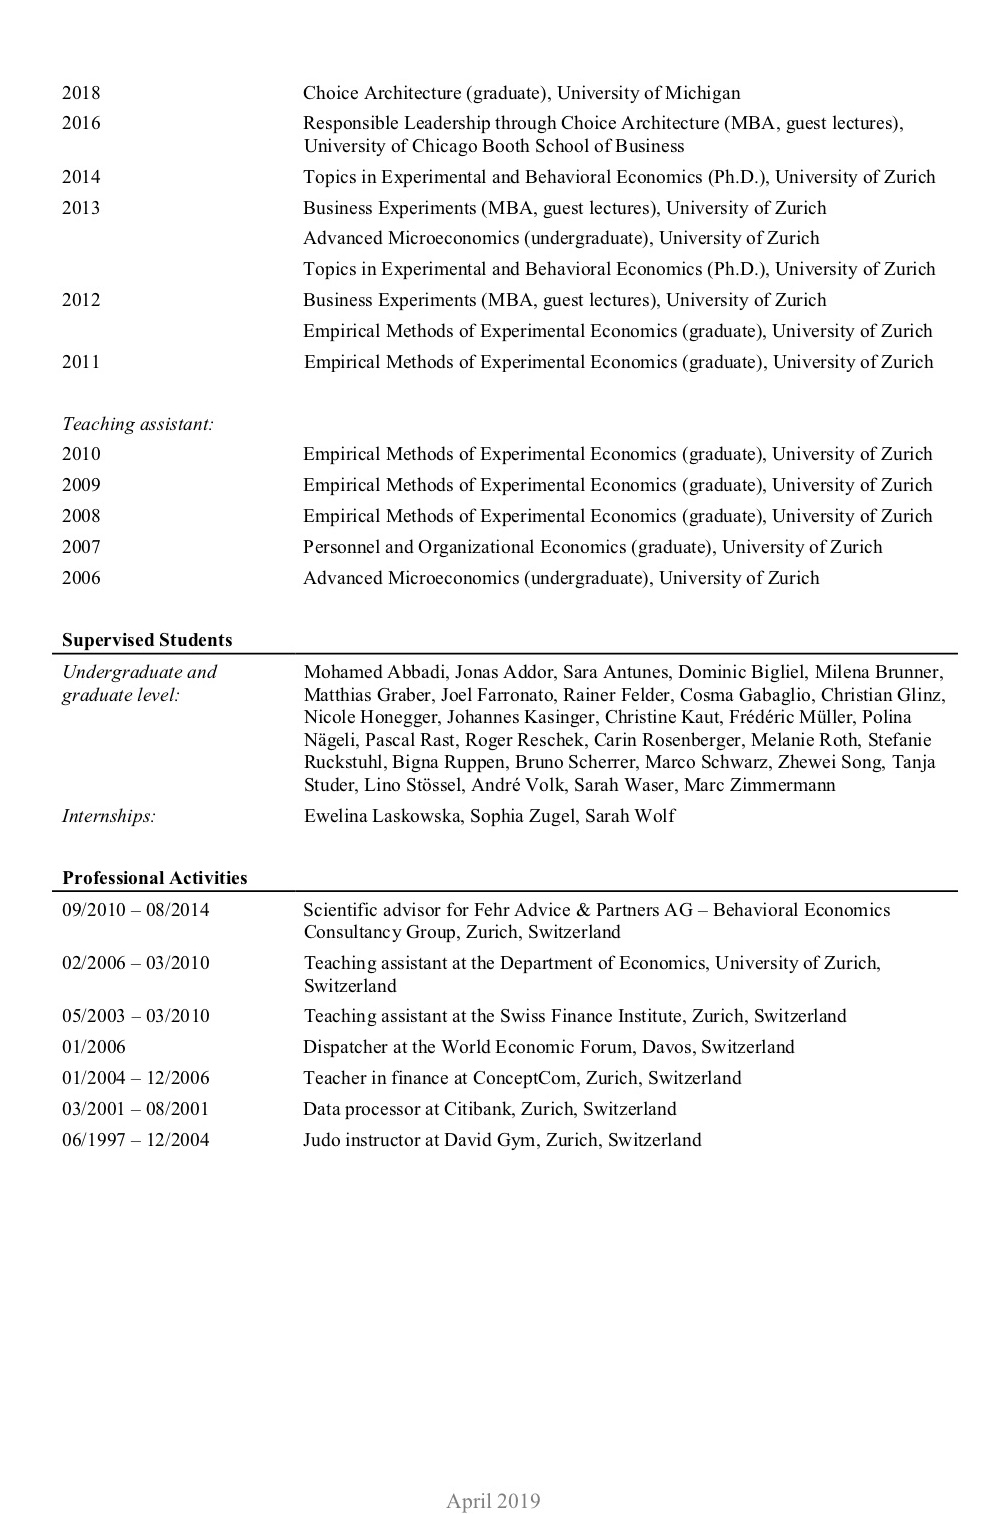 2018 Choice Architecture (graduate), University of Michigan
2016 Responsible Leadership through Choice Architecture (MBA, guest lectures),
University of Chicago Booth School of Business
2014 Topics in Experimental and Behavioral Economics (Ph.D.), University of Zurich
2013 Business Experiments (MBA, guest lectures), University of Zurich
Advanced Microeconomics (undergraduate), University of Zurich
Topics in Experimental and Behavioral Economics (Ph.D.), University of Zurich
2012 Business Experiments (MBA, guest lectures), University of Zurich
Empirical Methods of Experimental Economics (graduate), University of Zurich
2011 Empirical Methods of Experimental Economics (graduate), University of Zurich
Teaching assistant:
2010 Empirical Methods of Experimental Economics (graduate), University of Zurich
2009 Empirical Methods of Experimental Economics (graduate), University of Zurich
2008 Empirical Methods of Experimental Economics (graduate), University of Zurich
2007 Personnel and Organizational Economics (graduate), University of Zurich
2006 Advanced Microeconomics (undergraduate), University of Zurich
Supervised Students
Undergraduate and Mohamed Abbadi, Jonas Addor, Sara Antunes, Dominic Bigliel, Milena Brunner,
graduate level: Matthias Graber, Joel Farronato, Rainer Felder, Cosma Gabaglio, Christian Glinz,
Nicole Honegger, Johannes Kasinger, Christine Kaut, Frédéric Müller, Polina
Nägeli, Pascal Rast, Roger Reschek, Carin Rosenberger, Melanie Roth, Stefanie
Ruckstuhl, Bigna Ruppen, Bruno Scherrer, Marco Schwarz, Zhewei Song, Tanja
Studer, Lino Stössel, André Volk, Sarah Waser, Marc Zimmermann
Internships: Ewelina Laskowska, Sophia Zugel, Sarah Wolf
Professional Activities
09/2010 – 08/2014 Scientific advisor for Fehr Advice & Partners AG – Behavioral Economics
Consultancy Group, Zurich, Switzerland
02/2006 – 03/2010 Teaching assistant at the Department of Economics, University of Zurich,
Switzerland
05/2003 – 03/2010 Teaching assistant at the Swiss Finance Institute, Zurich, Switzerland
01/2006 Dispatcher at the World Economic Forum, Davos, Switzerland
01/2004 – 12/2006 Teacher in finance at ConceptCom, Zurich, Switzerland
03/2001 – 08/2001 Data processor at Citibank, Zurich, Switzerland
06/1997 – 12/2004 Judo instructor at David Gym, Zurich, Switzerland
April 2019